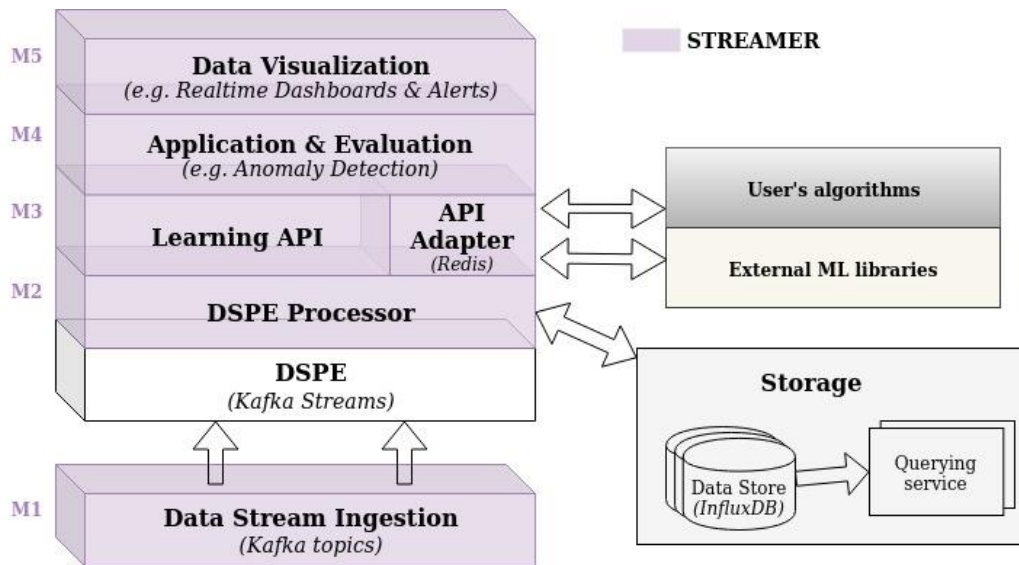 M5
Data Visualization
(e.g. Realtime Dashboards & Alerts)
STREAMER
M4
Application & Evaluation
(e.g. Anomaly Detection)
M3
Learning API
API
Adapter
(Redis)
User's algorithms
External ML libraries
M2
DSPE Processor
DSPE
(Kafka Streams)
Storage
Data Store
(InfluxDB)
Querying
service
M1
Data Stream Ingestion
(Kafka topics)